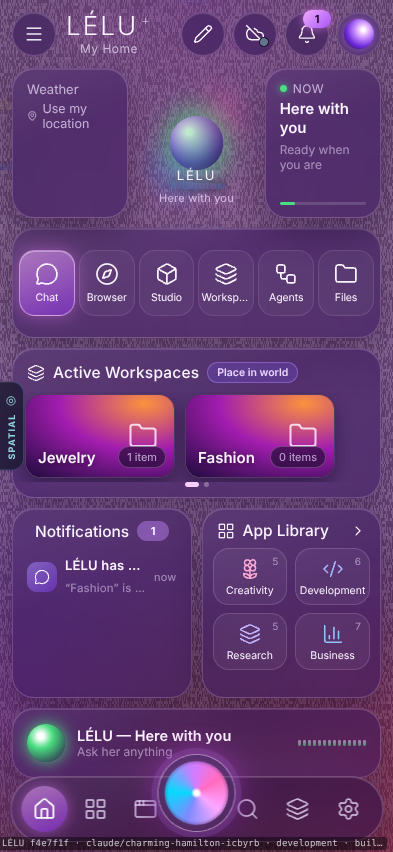 LÉLU +
My Home
1
Weather
Use my
location
LÉLU
Here with you
NOW
Here with
you
Ready when
you are
Chat
Browser
Studio
Worksp...
Agents
Files
SPATIAL
Active Workspaces
Place in world
Jewelry
1 item
Fashion
0 items
Notifications
1
LÉLU has ...
now
“Fashion” is ...
App Library
Creativity
5
Development
6
Research
5
Business
7
LÉLU — Here with you
Ask her anything
LÉLU f4e7f1f · claude/charming-hamilton-icbyrb · development · buil…